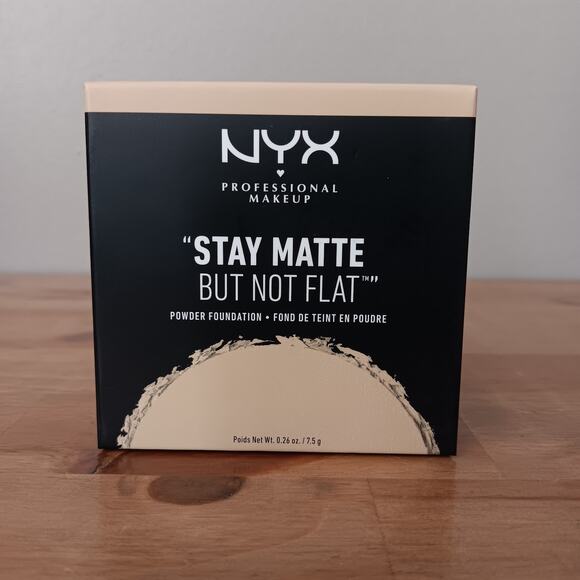 NYX
PROFESSIONAL
MAKEUP
"STAY MATTE
BUT NOT FLAT™"
POWDER FOUNDATION • FOND DE TEINT EN POUDRE
Poids Net Wt. 0.26 oz. / 7.5 g